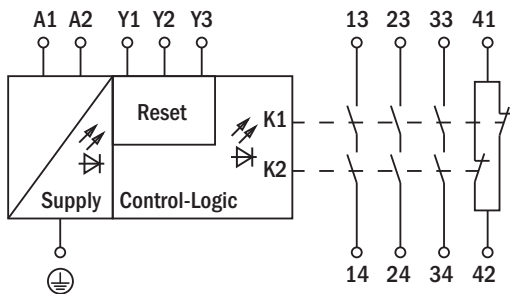 A1 A2 Y1 Y2 Y3 13 23 33 41
Reset
K1
K2
Supply Control-Logic
14 24 34 42